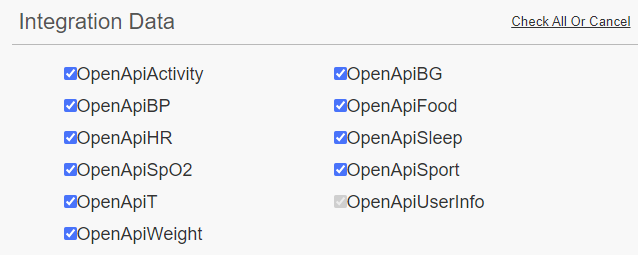 Integration Data
Check All Or Cancel
OpenApiActivity
OpenApiBG
OpenApiBP
OpenApiFood
OpenApiHR
OpenApiSleep
OpenApiSpO2
OpenApiSport
OpenApiT
OpenApiUserInfo
OpenApiWeight